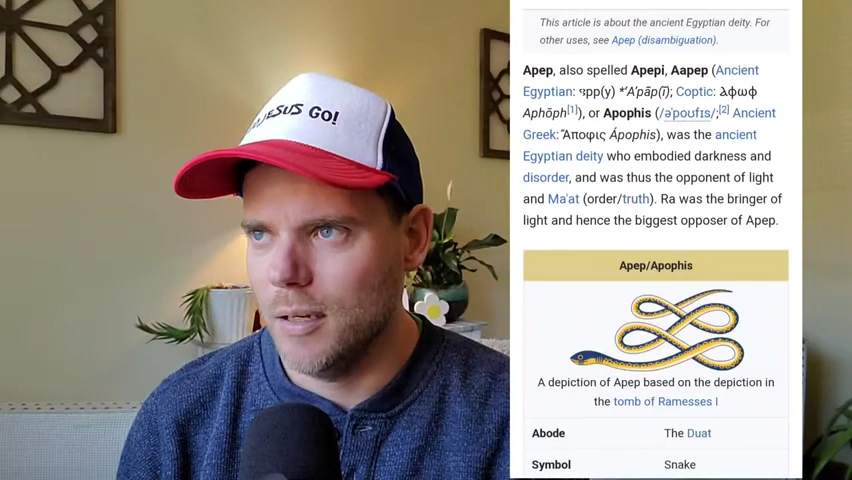 JESUS GO!
This article is about the ancient Egyptian deity. For
other uses, see Apep (disambiguation).
Apep, also spelled Apepi, Aapep (Ancient
Egyptian: ꜥꜣpp(y) *ʻAʼpāp(ī); Coptic: ⲁⲫⲱⲫ
Aphōph[1]), or Apophis (/əˈpoʊfɪs/;[2] Ancient
Greek: Ἄποφις Ápophis), was the ancient
Egyptian deity who embodied darkness and
disorder, and was thus the opponent of light
and Ma'at (order/truth). Ra was the bringer of
light and hence the biggest opposer of Apep.
Apep/Apophis
A depiction of Apep based on the depiction in
the tomb of Ramesses I
Abode The Duat
Symbol Snake